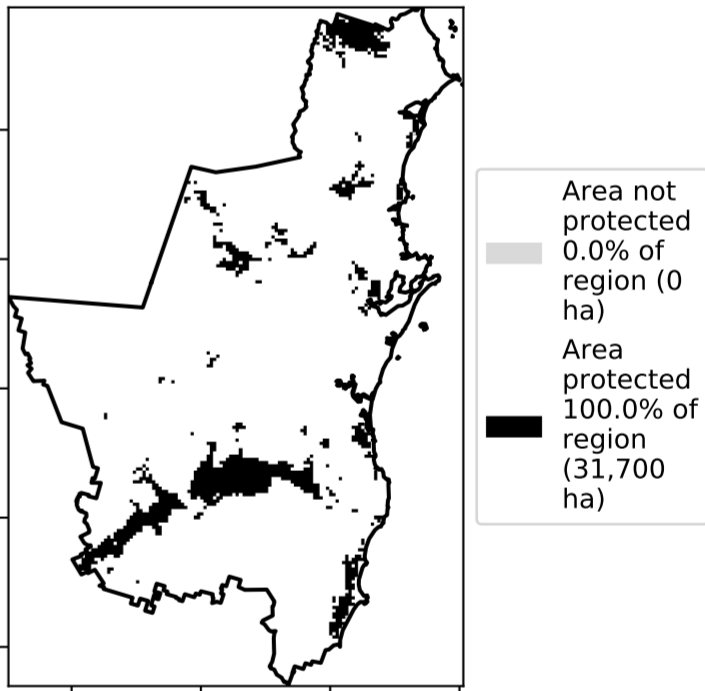 Area not
protected
0.0% of
region (0
ha)
Area
protected
100.0% of
region
(31,700
ha)